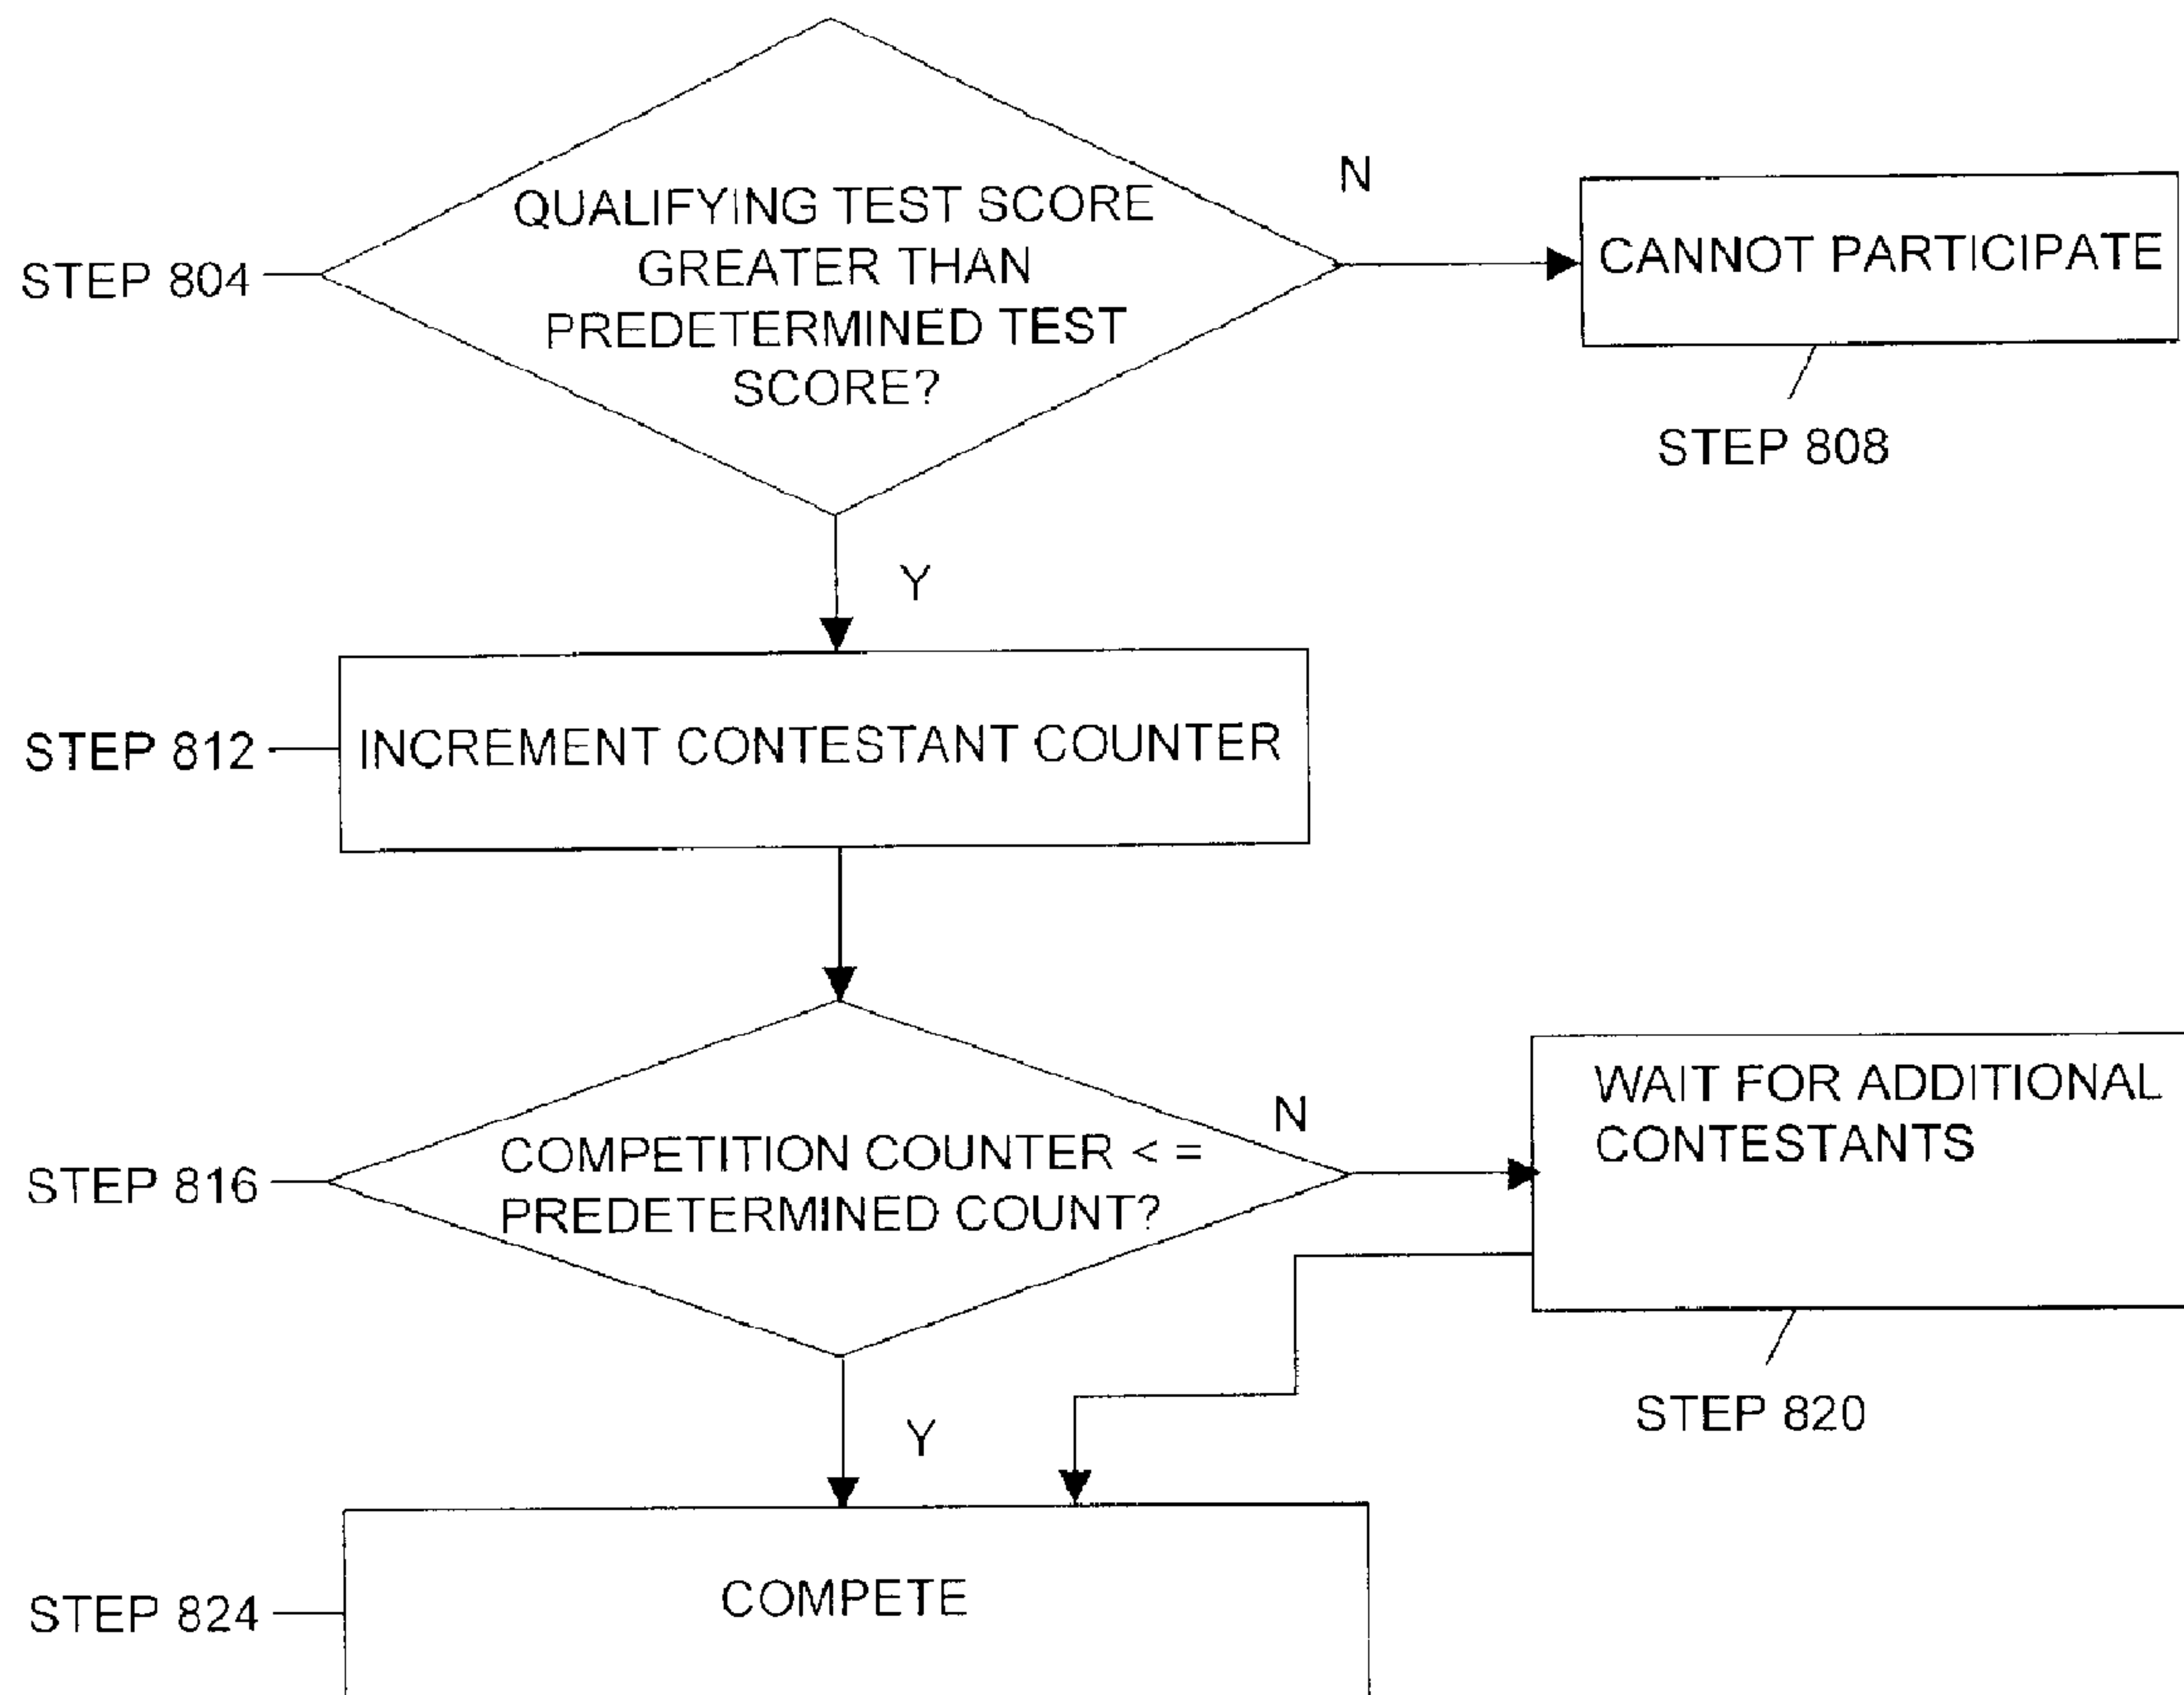 STEP 804
QUALIFYING TEST SCORE
GREATER THAN
PREDETERMINED TEST
SCORE?
N
CANNOT PARTICIPATE
STEP 808
Y
STEP 812
INCREMENT CONTESTANT COUNTER
STEP 816
COMPETITION COUNTER < =
PREDETERMINED COUNT?
N
WAIT FOR ADDITIONAL
CONTESTANTS
STEP 820
Y
STEP 824
COMPETE